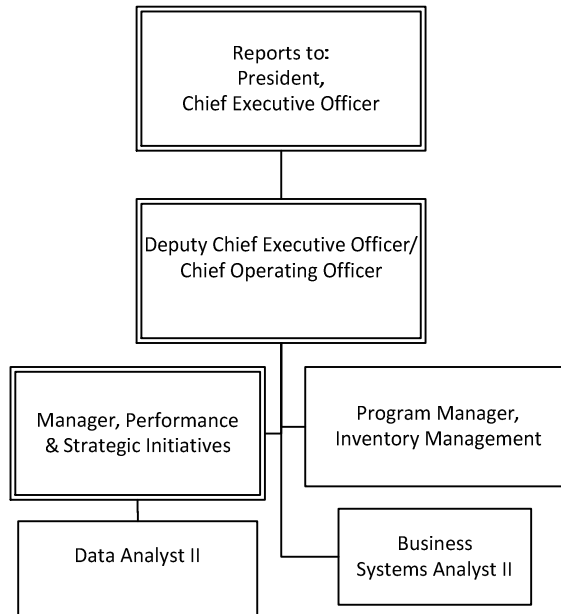 Reports to:
President,
Chief Executive Officer
Deputy Chief Executive Officer/
Chief Operating Officer
Manager, Performance
& Strategic Initiatives
Program Manager,
Inventory Management
Data Analyst II
Business
Systems Analyst II